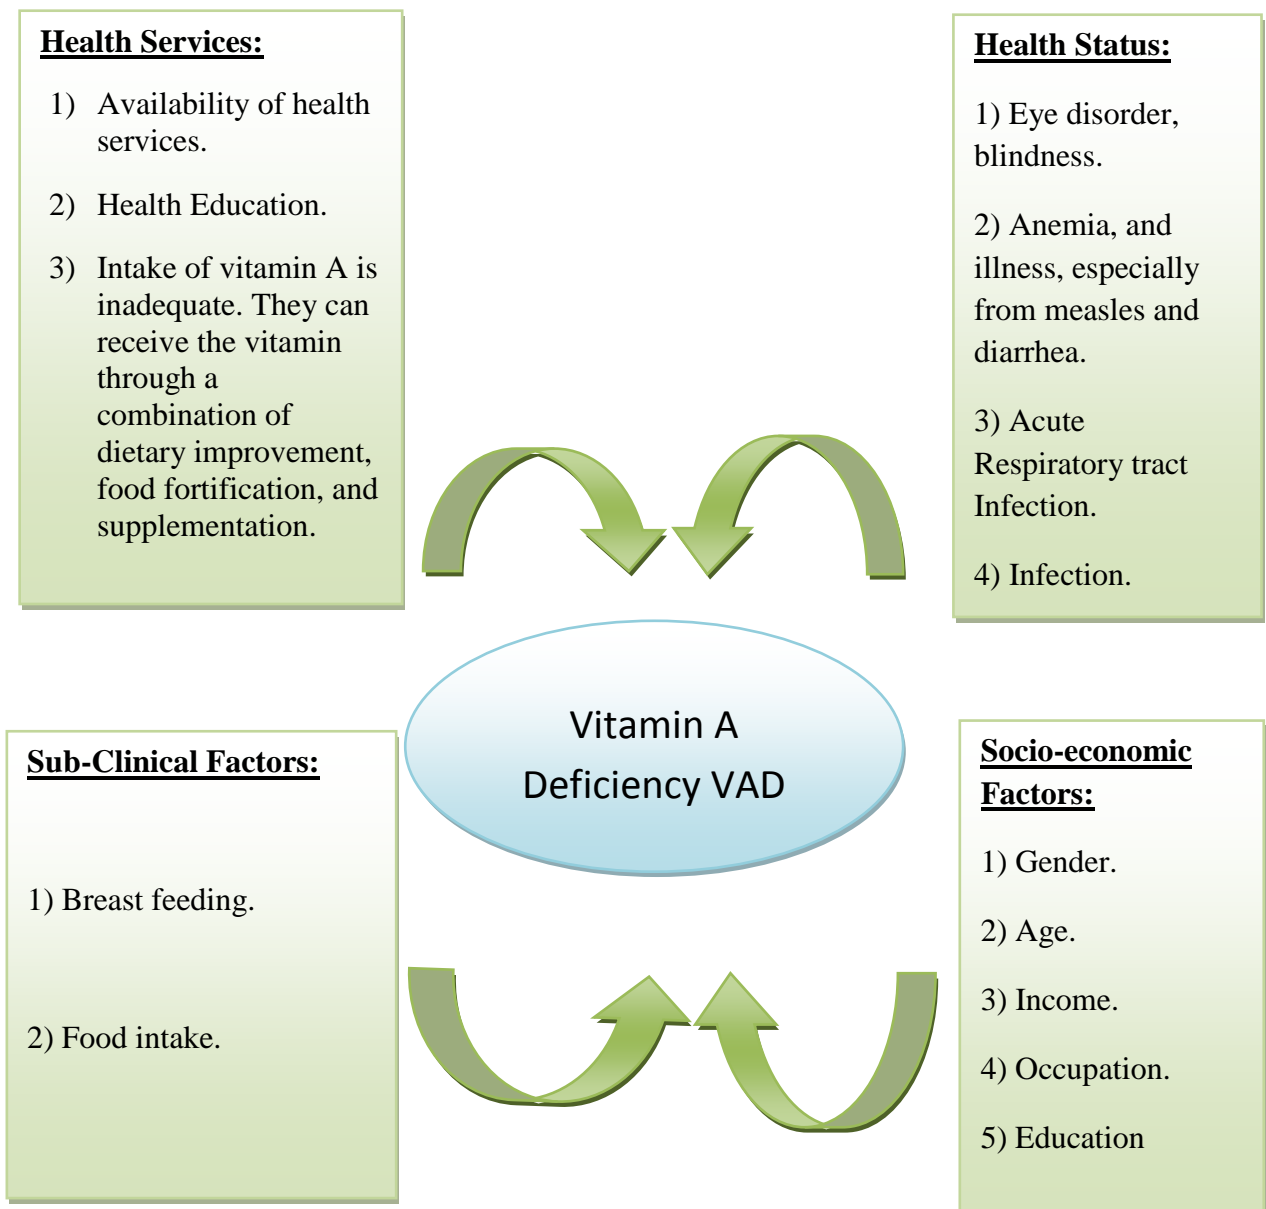 Health Services:
1) Availability of health
services.
2) Health Education.
3) Intake of vitamin A is
inadequate. They can
receive the vitamin
through a
combination of
dietary improvement,
food fortification, and
supplementation.
Health Status:
1) Eye disorder,
blindness.
2) Anemia, and
illness, especially
from measles and
diarrhea.
3) Acute
Respiratory tract
Infection.
4) Infection.
Vitamin A
Deficiency VAD
Sub-Clinical Factors:
1) Breast feeding.
2) Food intake.
Socio-economic
Factors:
1) Gender.
2) Age.
3) Income.
4) Occupation.
5) Education